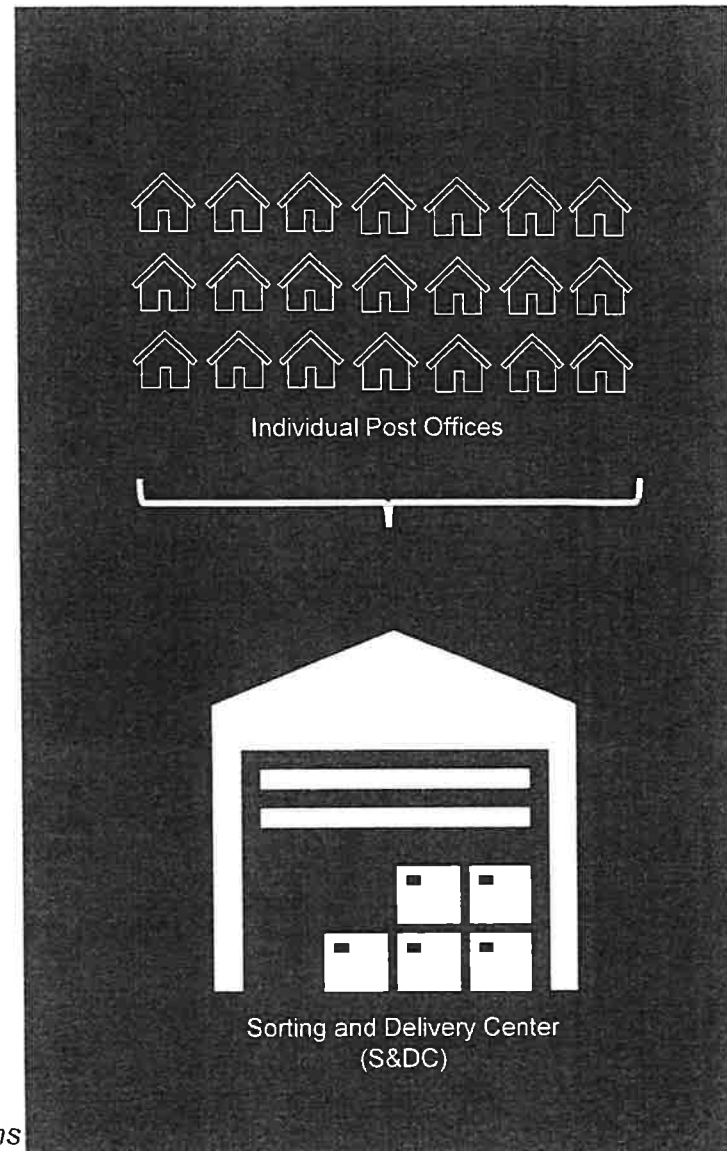 Individual Post Offices
Sorting and Delivery Center
(S&DC)